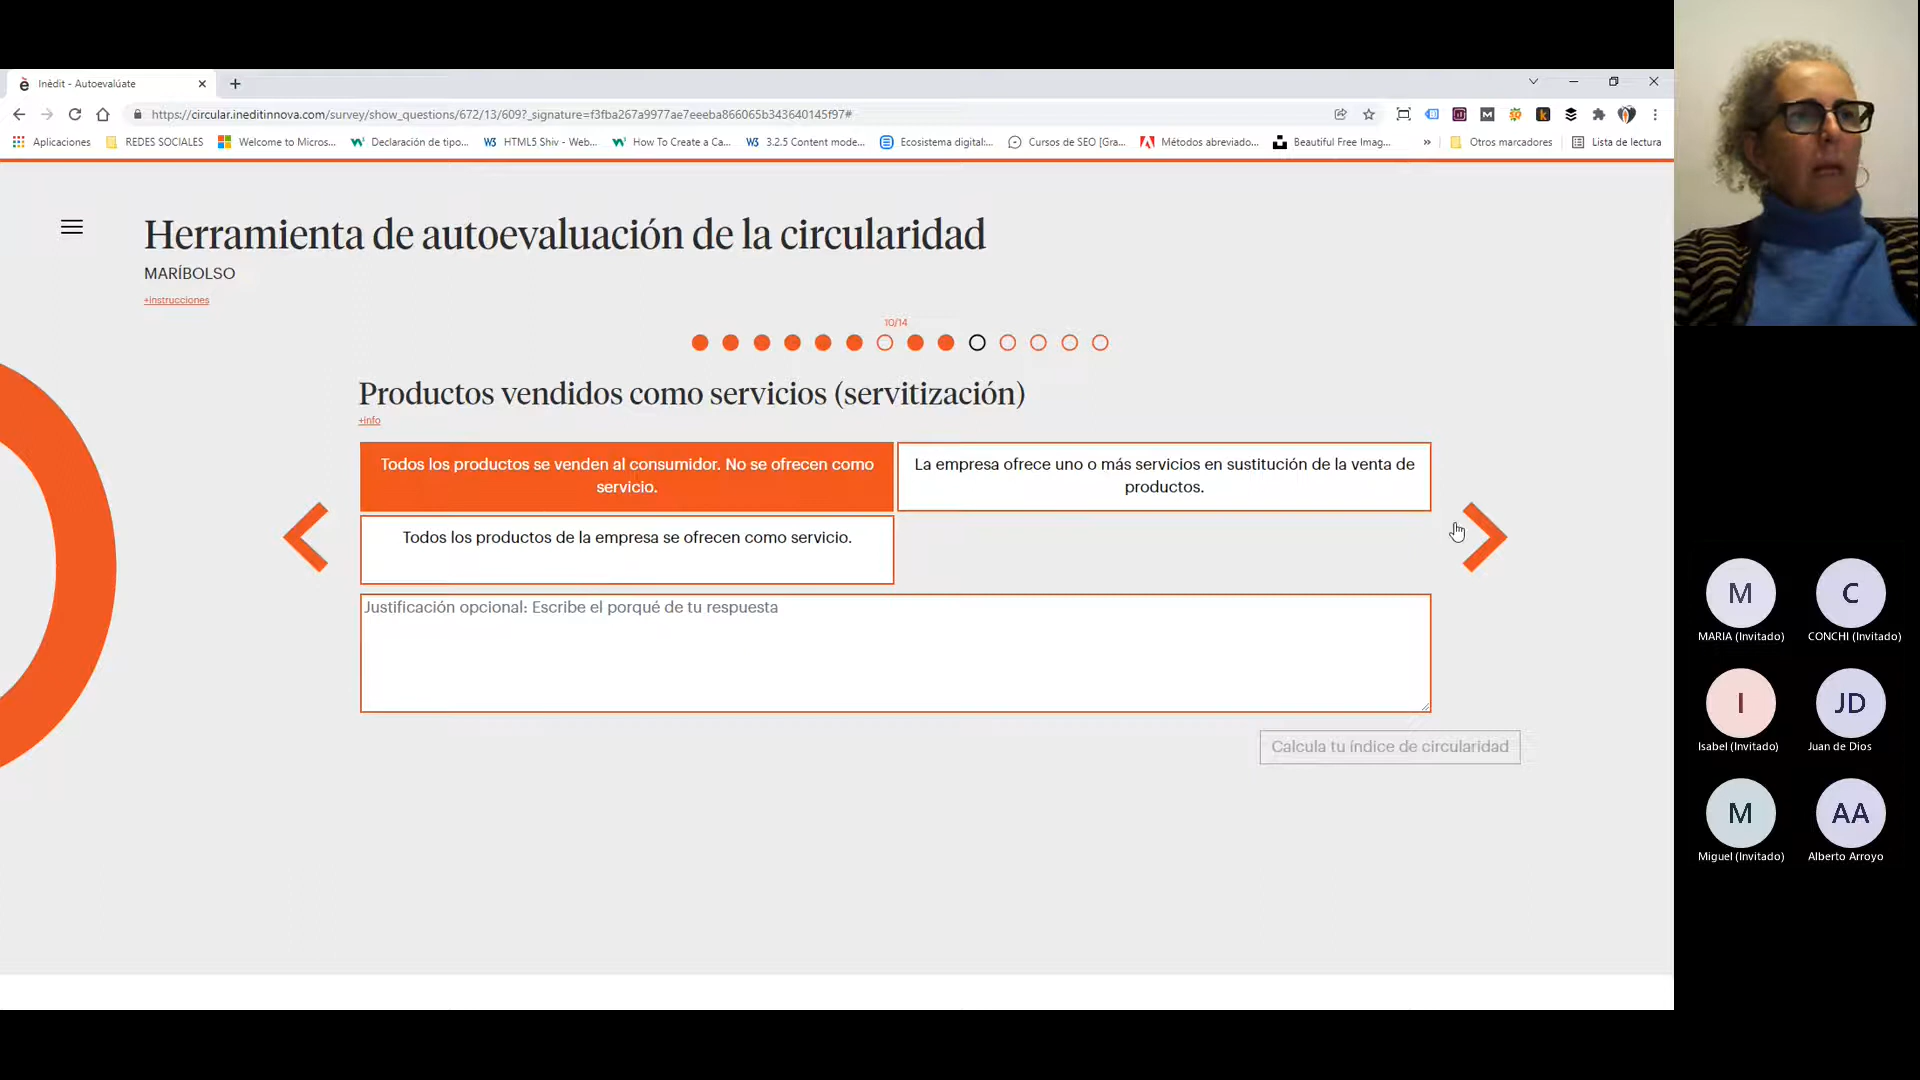 Inèdit - Autoevalúate
https://circular.ineditinnova.com/survey/show_questions/672/13/609?_signature=f3fba267a9977ae7eeeba866065b343640145f97#
Aplicaciones
REDES SOCIALES
Welcome to Micros...
Declaración de tipo...
HTML5 Shiv - Web...
How To Create a Ca...
3.2.5 Content mode...
Ecosistema digital:...
Cursos de SEO [Gra...
Métodos abreviado...
Beautiful Free Imag...
»
Otros marcadores
Lista de lectura
Herramienta de autoevaluación de la circularidad
MARÍBOLSO
+instrucciones
10/14
Productos vendidos como servicios (servitización)
+info
Todos los productos se venden al consumidor. No se ofrecen como
servicio.
La empresa ofrece uno o más servicios en sustitución de la venta de
productos.
Todos los productos de la empresa se ofrecen como servicio.
Justificación opcional: Escribe el porqué de tu respuesta
Calcula tu índice de circularidad
M
MARIA (Invitado)
C
CONCHI (Invitado)
I
Isabel (Invitado)
JD
Juan de Dios
M
Miguel (Invitado)
AA
Alberto Arroyo